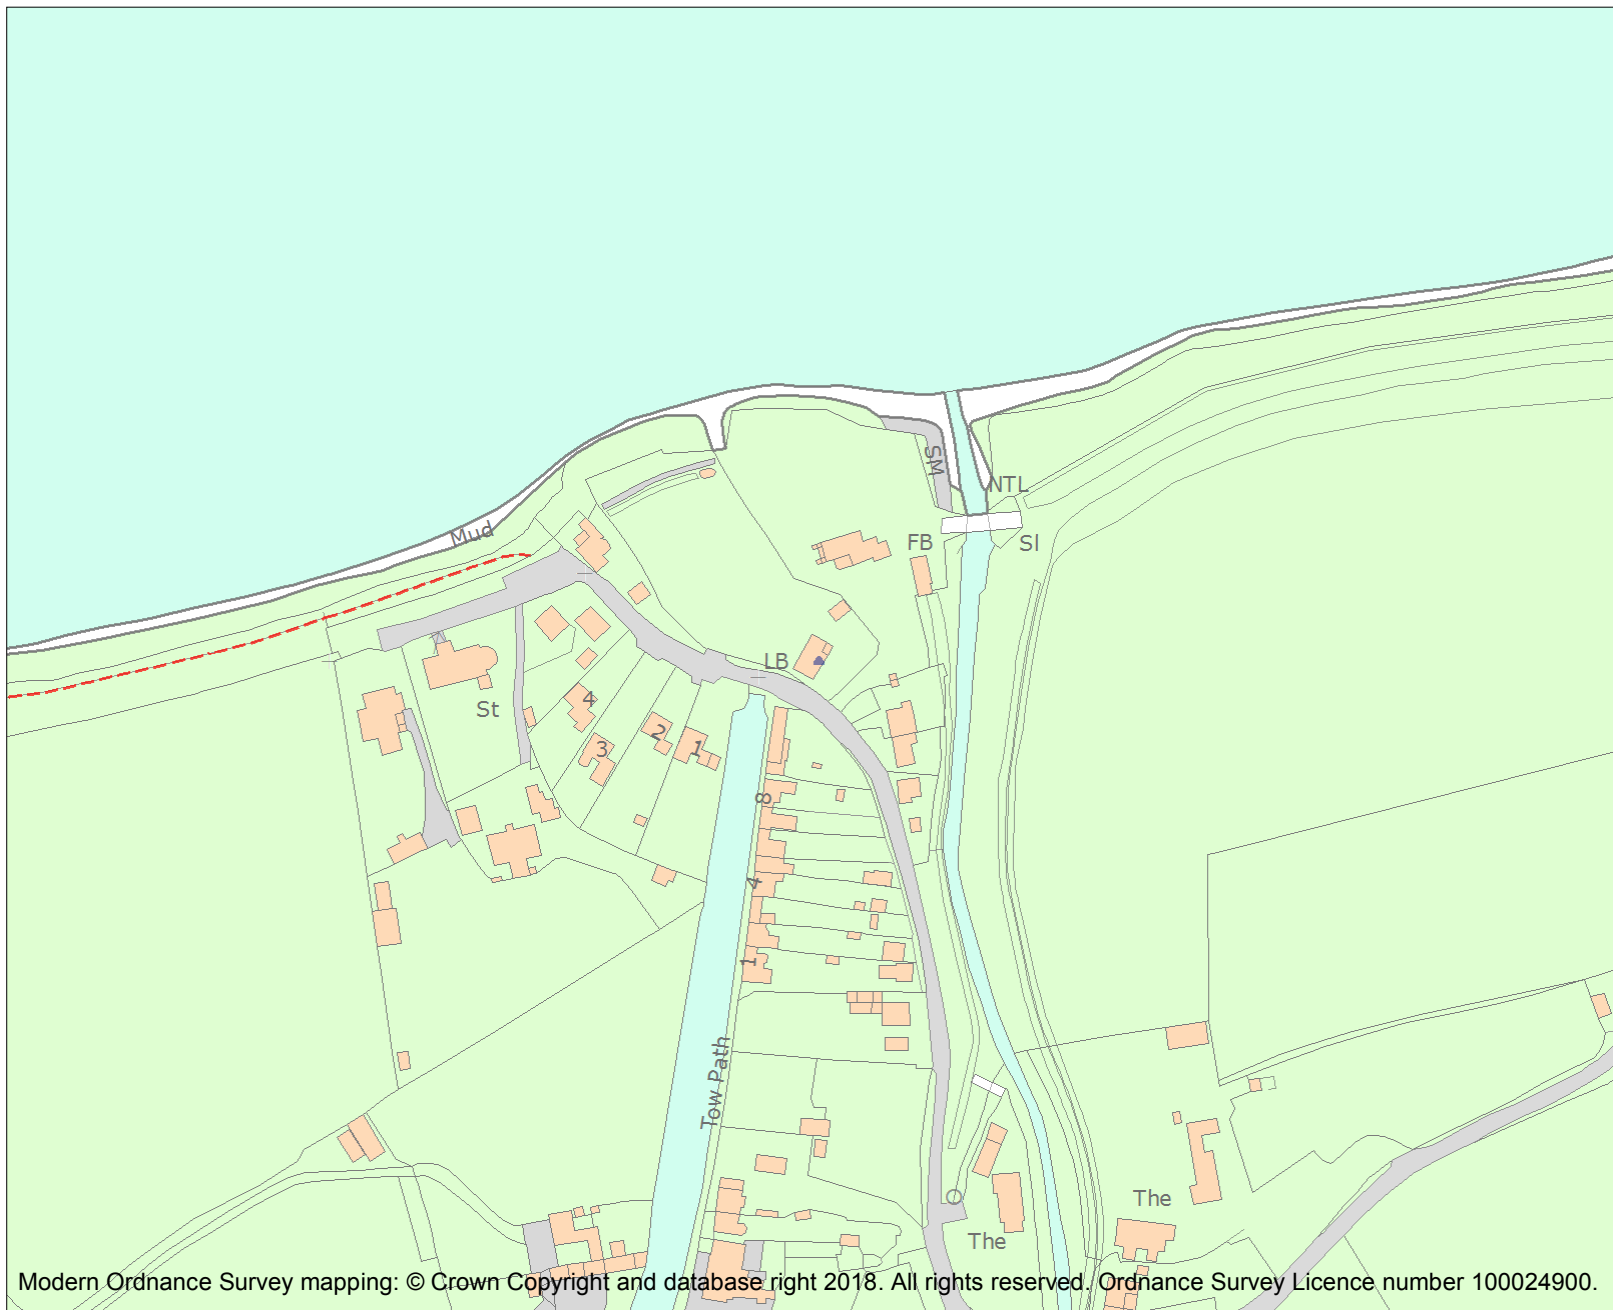 SM
NTL
Mud
FB
Sl
LB
St
4
2
3
1
8
4
1
Tow Path
The
The
Modern Ordnance Survey mapping: © Crown Copyright and database right 2018. All rights reserved. Ordnance Survey Licence number 100024900.